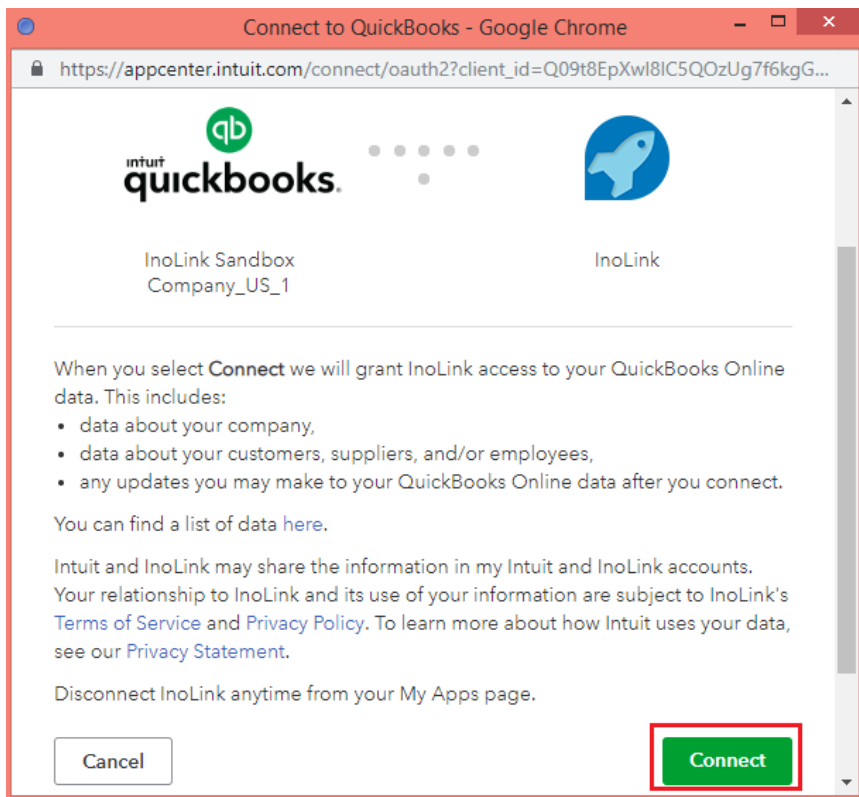 Connect to QuickBooks - Google Chrome
https://appcenter.intuit.com/connect/oauth2?client_id=Q09t8EpXwI8lC5QOzUg7f6kgG...
qb
intuit
quickbooks.
InoLink Sandbox
Company_US_1
InoLink
When you select Connect we will grant InoLink access to your QuickBooks Online
data. This includes:
• data about your company,
• data about your customers, suppliers, and/or employees,
• any updates you may make to your QuickBooks Online data after you connect.
You can find a list of data here.
Intuit and InoLink may share the information in my Intuit and InoLink accounts.
Your relationship to InoLink and its use of your information are subject to InoLink's
Terms of Service and Privacy Policy. To learn more about how Intuit uses your data,
see our Privacy Statement.
Disconnect InoLink anytime from your My Apps page.
Cancel
Connect